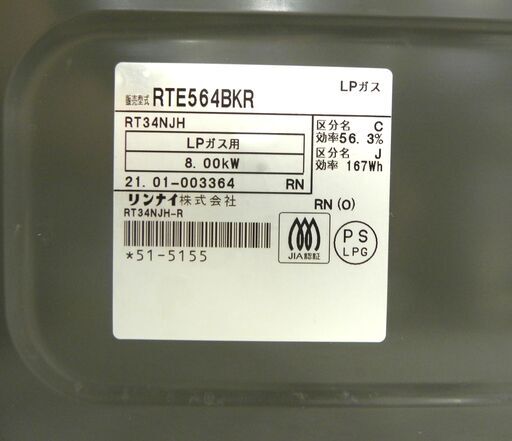 販売型式 RTE564BKR
LPガス
RT34NJH
LPガス用
8.00kW
21.01-003364 RN
区分名 C
効率56.3%
区分名 J
効率 167Wh
リンナイ株式会社
RN (0)
RT34NJH-R
*51-5155
JIA認証
PS
LPG